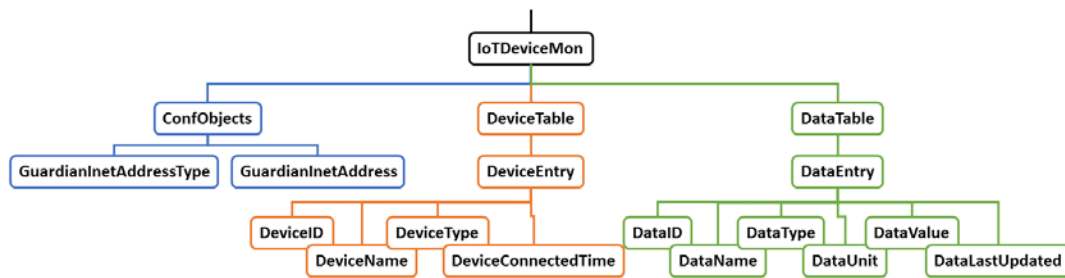 IoTDeviceMon
ConfObjects
DeviceTable
DataTable
GuardianInetAddressType
GuardianInetAddress
DeviceEntry
DataEntry
DeviceID
DeviceType
DataID
DataType
DataValue
DeviceName
DeviceConnectedTime
DataName
DataUnit
DataLastUpdated